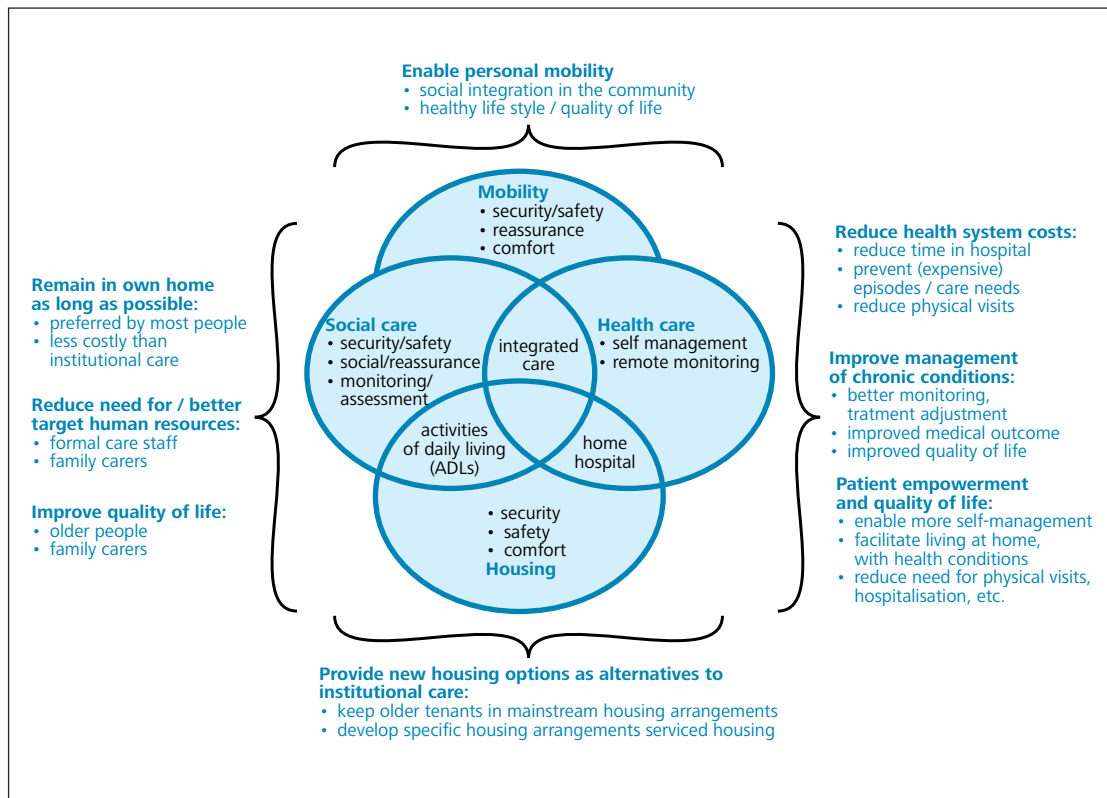 Enable personal mobility
• social integration in the community
• healthy life style / quality of life
Mobility
• security/safety
• reassurance
• comfort
Remain in own home
as long as possible:
• preferred by most people
• less costly than
institutional care
Reduce need for / better
target human resources:
• formal care staff
• family carers
Improve quality of life:
• older people
• family carers
Social care
• security/safety
• social/reassurance
• monitoring/
assessment
integrated
care
Health care
• self management
• remote monitoring
activities
of daily living
(ADLs)
home
hospital
• security
• safety
• comfort
Housing
Reduce health system costs:
• reduce time in hospital
• prevent (expensive)
episodes / care needs
• reduce physical visits
Improve management
of chronic conditions:
• better monitoring,
tratment adjustment
• improved medical outcome
• improved quality of life
Patient empowerment
and quality of life:
• enable more self-management
• facilitate living at home,
with health conditions
• reduce need for physical visits,
hospitalisation, etc.
Provide new housing options as alternatives to
institutional care:
• keep older tenants in mainstream housing arrangements
• develop specific housing arrangements serviced housing